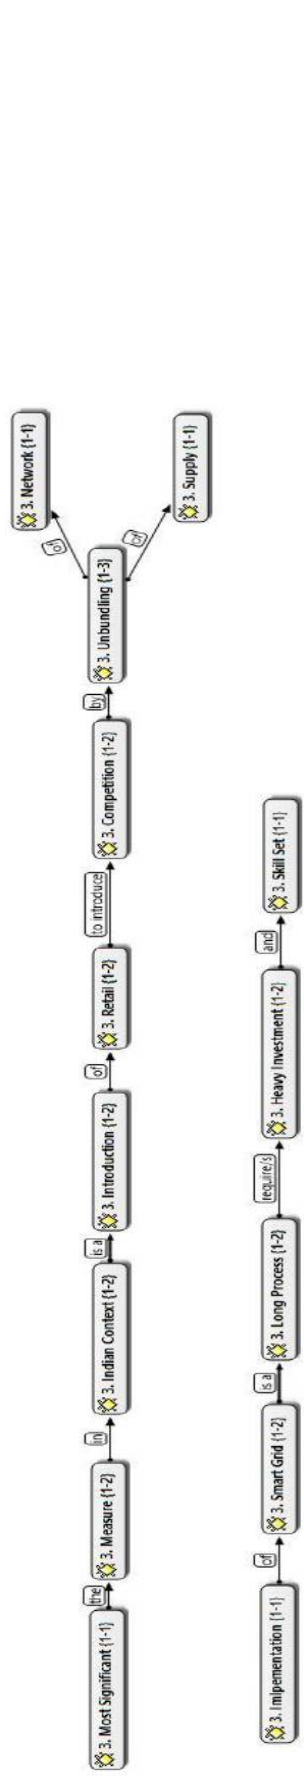 3. Most Significant {1-1}
the
3. Measure {1-2}
in
3. Indian Context {1-2}
is a
3. Introduction {1-2}
of
3. Retail {1-2}
to introduce
3. Competition {1-2}
by
3. Unbundling {1-3}
of
3. Network {1-1}
Of
3. Supply {1-1}
3. Imlpementation {1-1}
of
3. Smart Grid {1-2}
is a
3. Long Process {1-2}
require/s
3. Heavy Investment {1-2}
and
3. Skill Set {1-1}